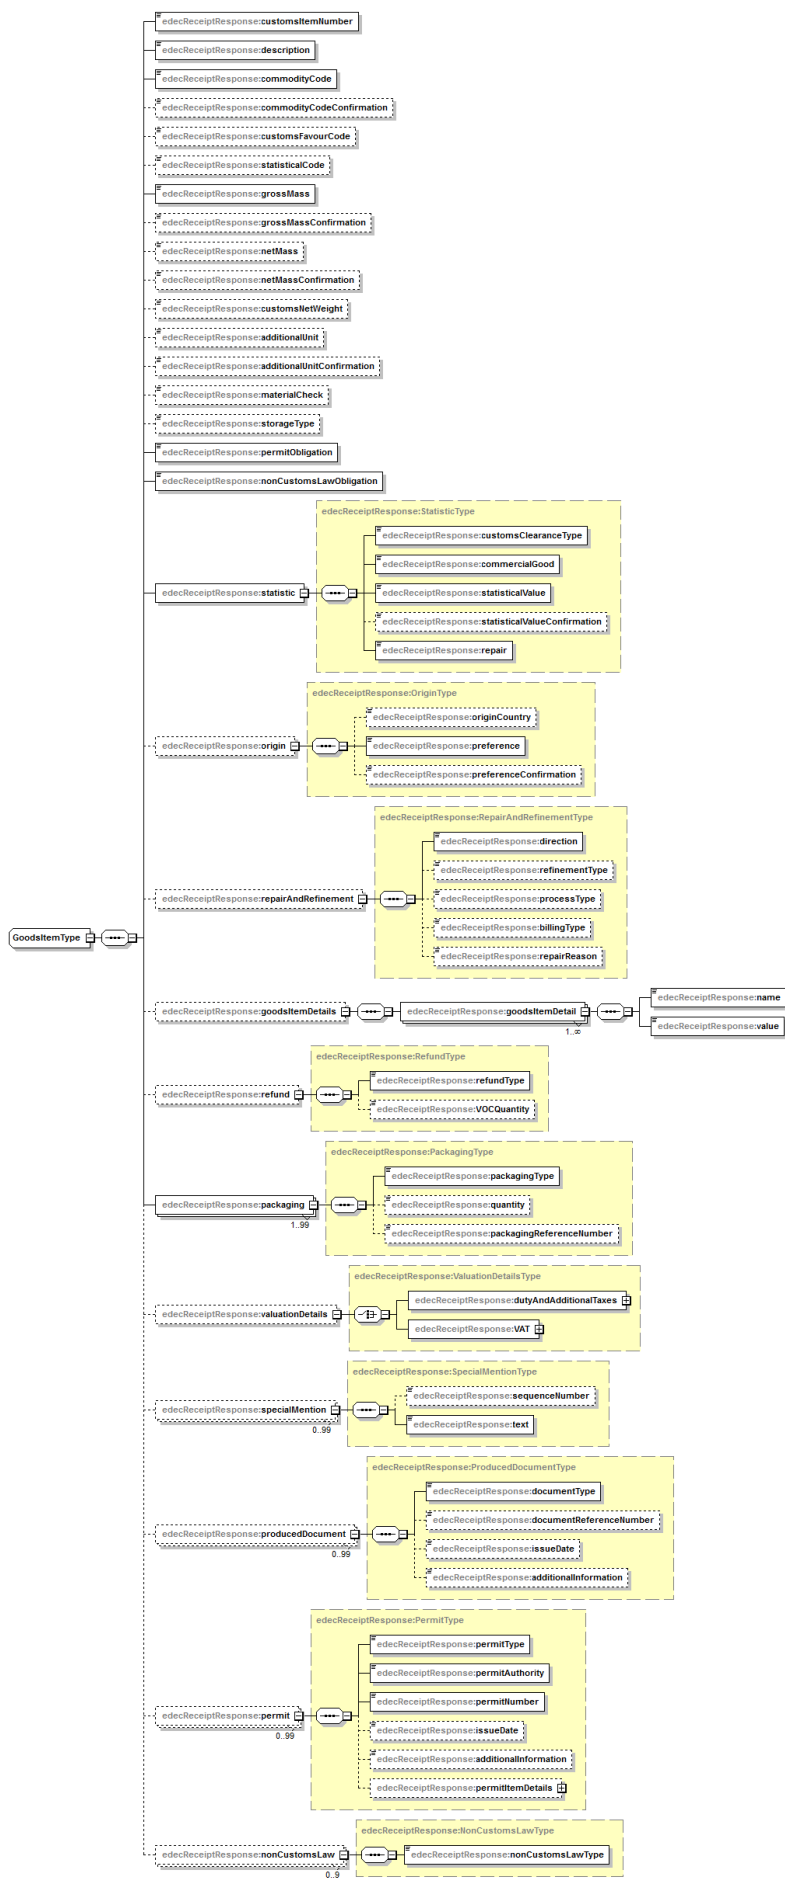 edecReceiptResponse:customsItemNumber
edecReceiptResponse:description
edecReceiptResponse:commodityCode
edecReceiptResponse:commodityCodeConfirmation
edecReceiptResponse:customsFavourCode
edecReceiptResponse:statisticalCode
edecReceiptResponse:grossMass
edecReceiptResponse:grossMassConfirmation
edecReceiptResponse:netMass
edecReceiptResponse:netMassConfirmation
edecReceiptResponse:customsNetWeight
edecReceiptResponse:additionalUnit
edecReceiptResponse:additionalUnitConfirmation
edecReceiptResponse:materialCheck
edecReceiptResponse:storageType
edecReceiptResponse:permitObligation
edecReceiptResponse:nonCustomsLawObligation
edecReceiptResponse:StatisticType
edecReceiptResponse:customsClearanceType
edecReceiptResponse:commercialGood
edecReceiptResponse:statistic
edecReceiptResponse:statisticalValue
edecReceiptResponse:statisticalValueConfirmation
edecReceiptResponse:repair
edecReceiptResponse:OriginType
edecReceiptResponse:originCountry
edecReceiptResponse:origin
edecReceiptResponse:preference
edecReceiptResponse:preferenceConfirmation
edecReceiptResponse:RepairAndRefinementType
edecReceiptResponse:direction
edecReceiptResponse:refinementType
edecReceiptResponse:repairAndRefinement
edecReceiptResponse:processType
edecReceiptResponse:billingType
edecReceiptResponse:repairReason
GoodsItemType
edecReceiptResponse:goodsItemDetails
edecReceiptResponse:goodsItemDetail
1..∞
edecReceiptResponse:name
edecReceiptResponse:value
edecReceiptResponse:RefundType
edecReceiptResponse:refund
edecReceiptResponse:refundType
edecReceiptResponse:VOCQuantity
edecReceiptResponse:PackagingType
edecReceiptResponse:packagingType
edecReceiptResponse:packaging
1..99
edecReceiptResponse:quantity
edecReceiptResponse:packagingReferenceNumber
edecReceiptResponse:ValuationDetailsType
edecReceiptResponse:valuationDetails
edecReceiptResponse:dutyAndAdditionalTaxes
edecReceiptResponse:VAT
edecReceiptResponse:SpecialMentionType
edecReceiptResponse:specialMention
0..99
edecReceiptResponse:sequenceNumber
edecReceiptResponse:text
edecReceiptResponse:ProducedDocumentType
edecReceiptResponse:documentType
edecReceiptResponse:documentReferenceNumber
edecReceiptResponse:producedDocument
0..99
edecReceiptResponse:issueDate
edecReceiptResponse:additionalInformation
edecReceiptResponse:PermitType
edecReceiptResponse:permitType
edecReceiptResponse:permitAuthority
edecReceiptResponse:permitNumber
edecReceiptResponse:permit
0..99
edecReceiptResponse:issueDate
edecReceiptResponse:additionalInformation
edecReceiptResponse:permitItemDetails
edecReceiptResponse:NonCustomsLawType
edecReceiptResponse:nonCustomsLaw
0..9
edecReceiptResponse:nonCustomsLawType